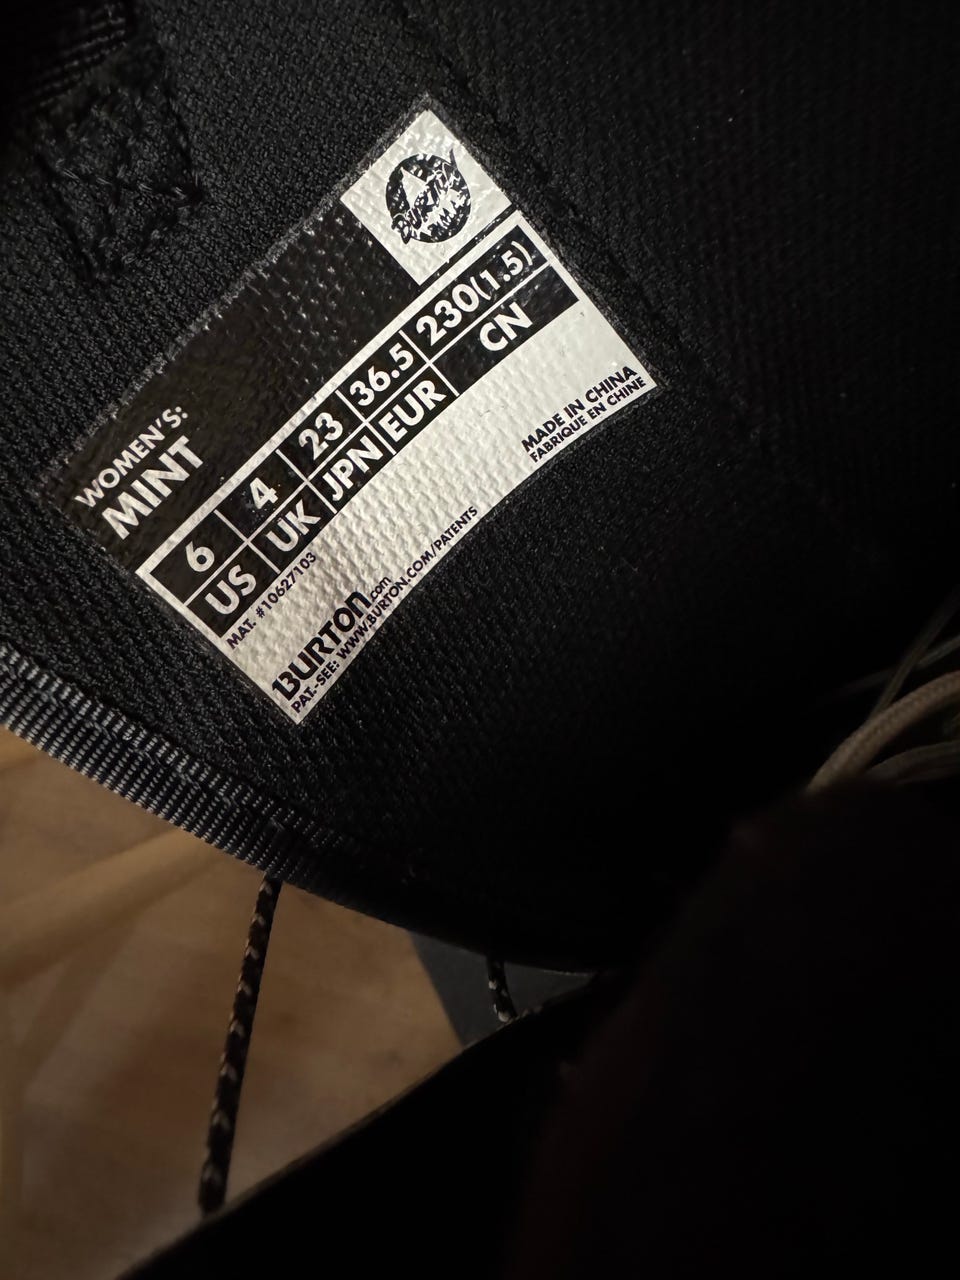 BURTON
WOMEN'S:
MINT
6 4 23 36.5 230(1.5)
US UK JPN EUR CN
MAT. #10627103
MADE IN CHINA
FABRIQUE EN CHINE
BURTON.com
PAT.-SEE: WWW.BURTON.COM/PATENTS